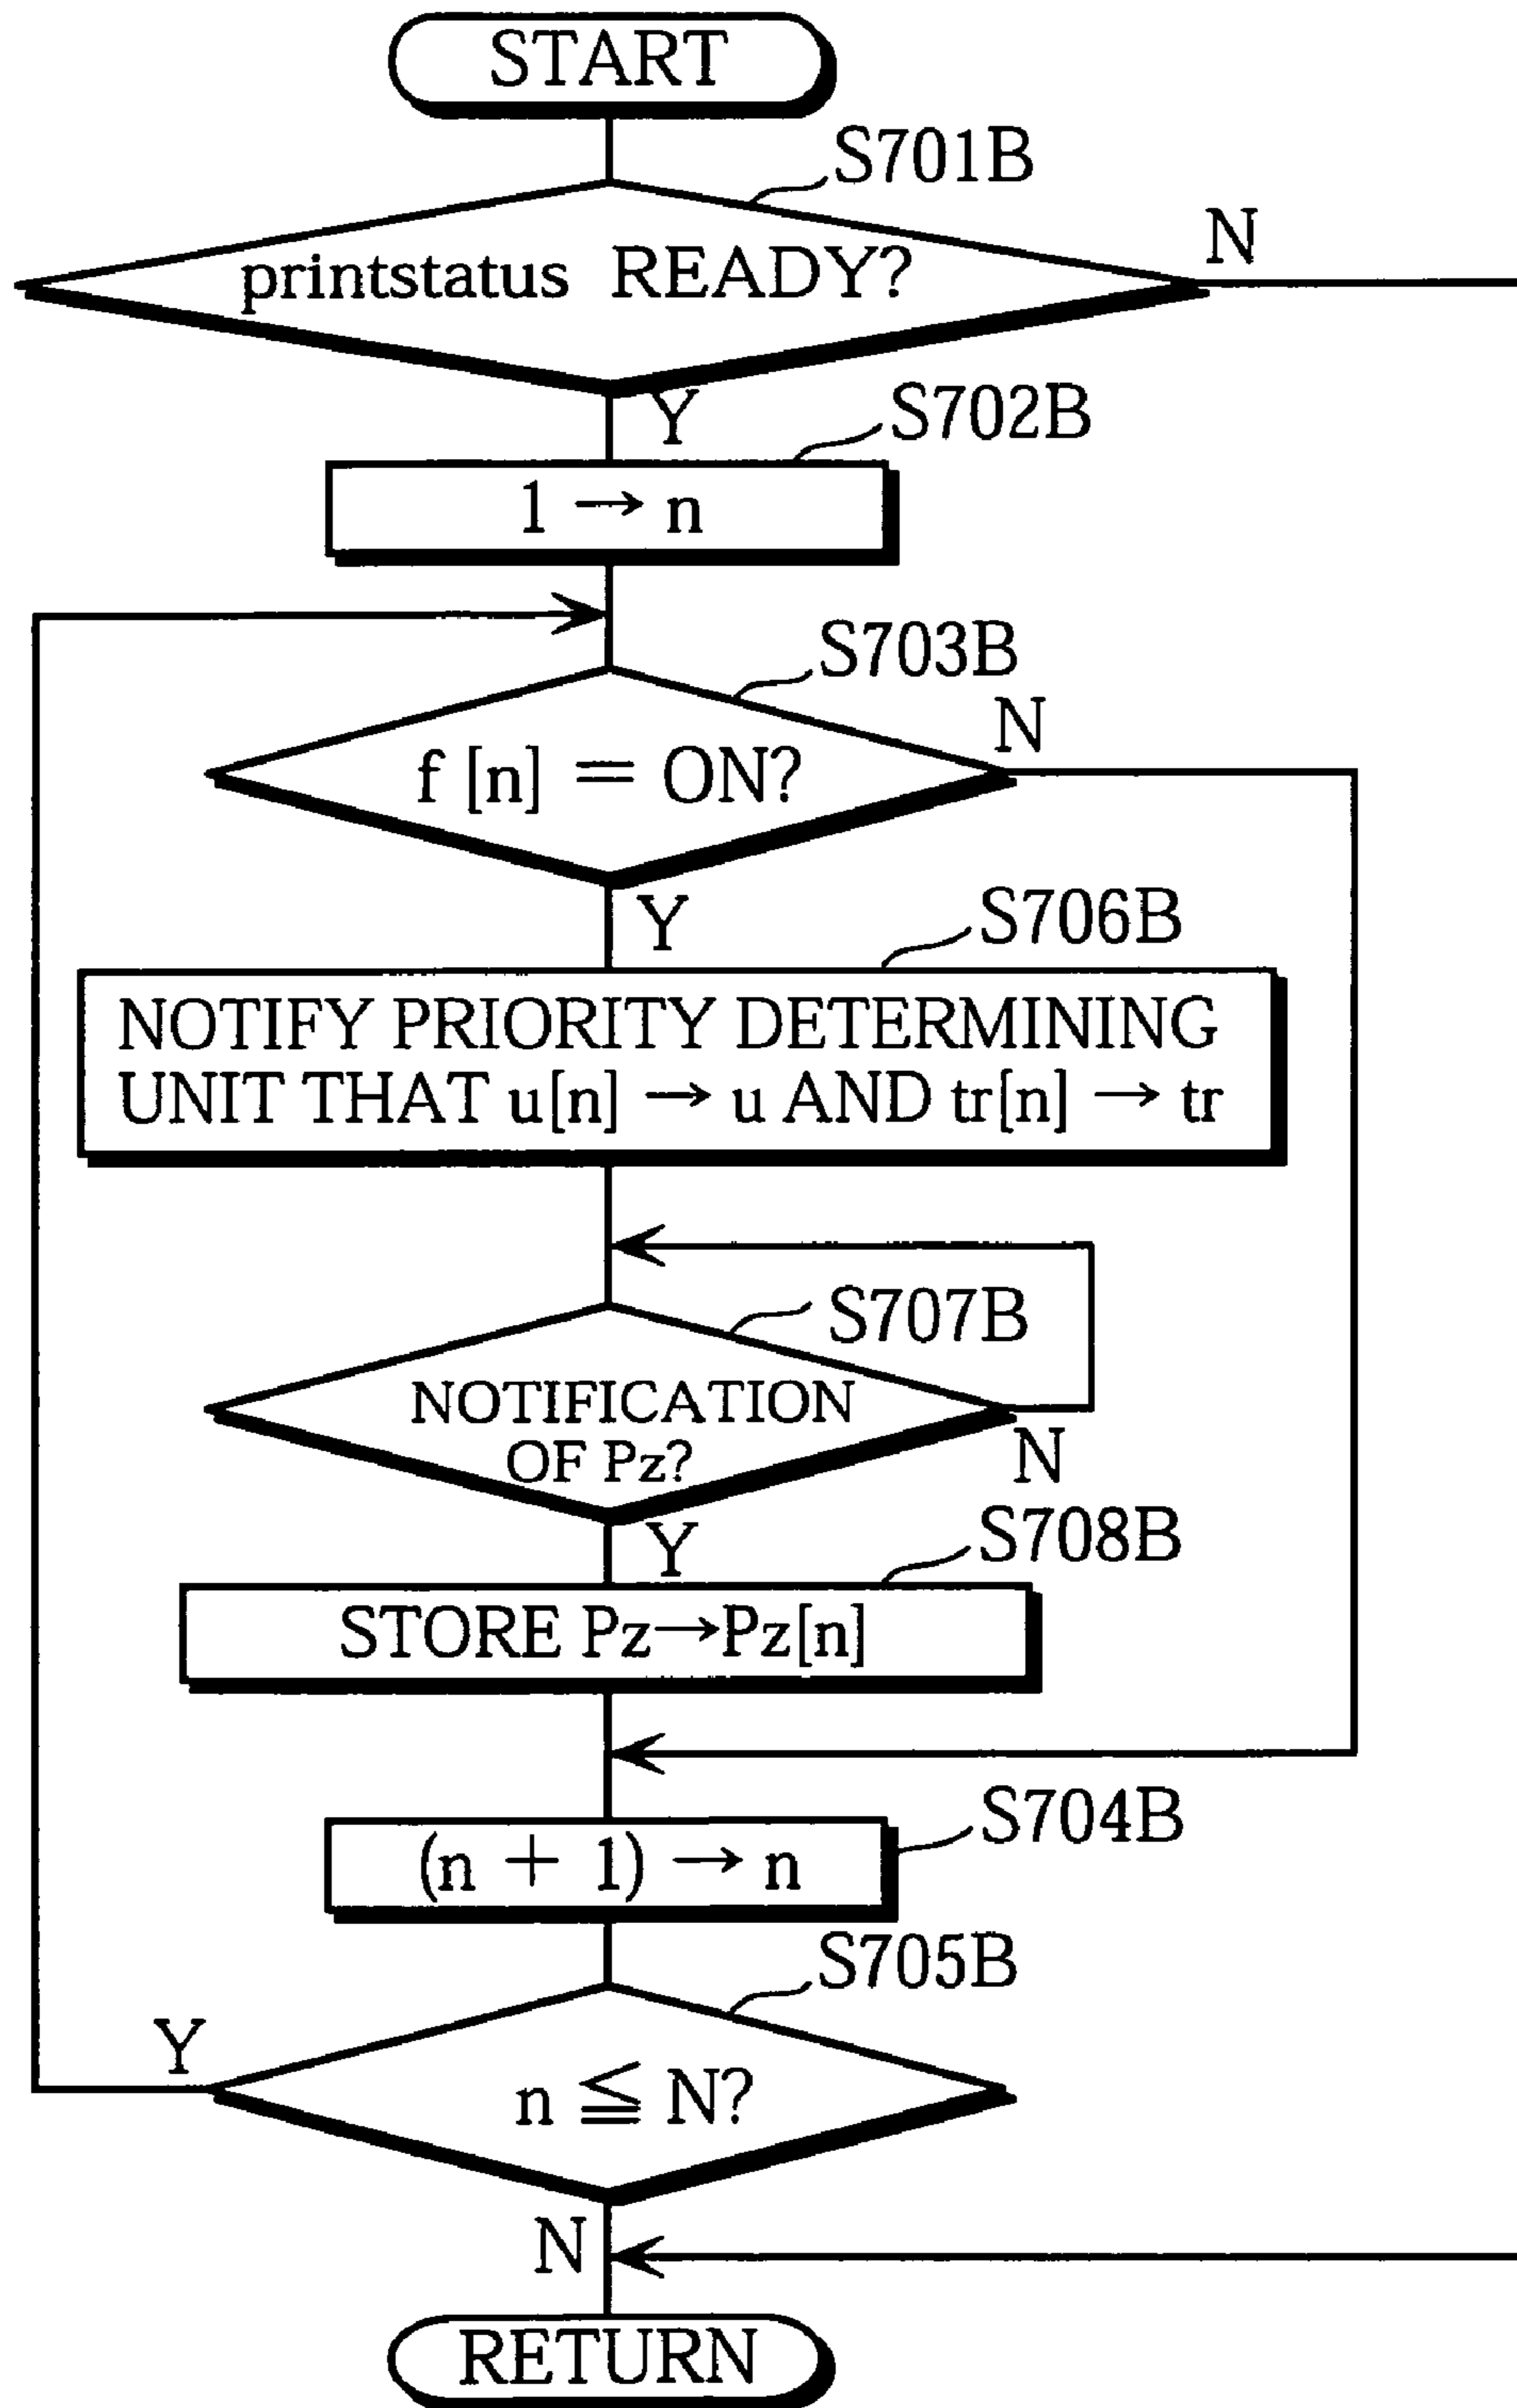 START
S701B
N
printstatus READY?
Y
S702B
1 → n
S703B
N
f [n] = ON?
Y
S706B
NOTIFY PRIORITY DETERMINING
UNIT THAT u[n] → u AND tr[n] → tr
S707B
NOTIFICATION
OF Pz?
N
Y
S708B
STORE Pz→Pz[n]
S704B
(n + 1) → n
S705B
Y
n ≦ N?
N
RETURN